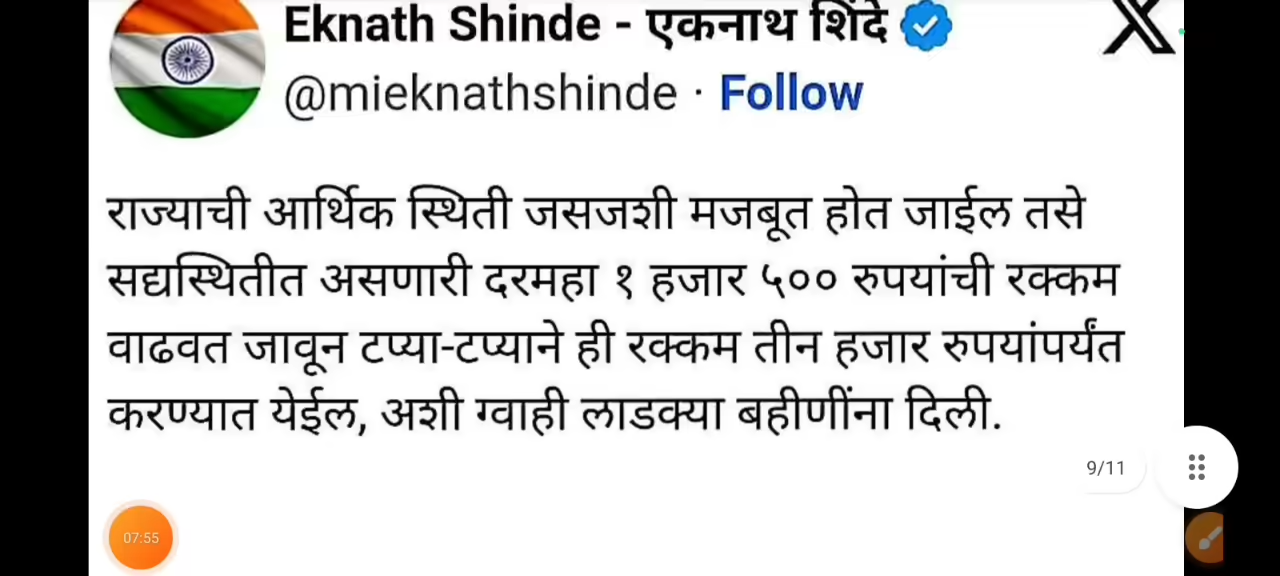 Eknath Shinde - एकनाथ शिंदे
@mieknathshinde · Follow
राज्याची आर्थिक स्थिती जसजशी मजबूत होत जाईल तसे
सद्यस्थितीत असणारी दरमहा १ हजार ५०० रुपयांची रक्कम
वाढवत जावून टप्या-टप्याने ही रक्कम तीन हजार रुपयांपर्यंत
करण्यात येईल, अशी ग्वाही लाडक्या बहीणींना दिली.
9/11
07:55